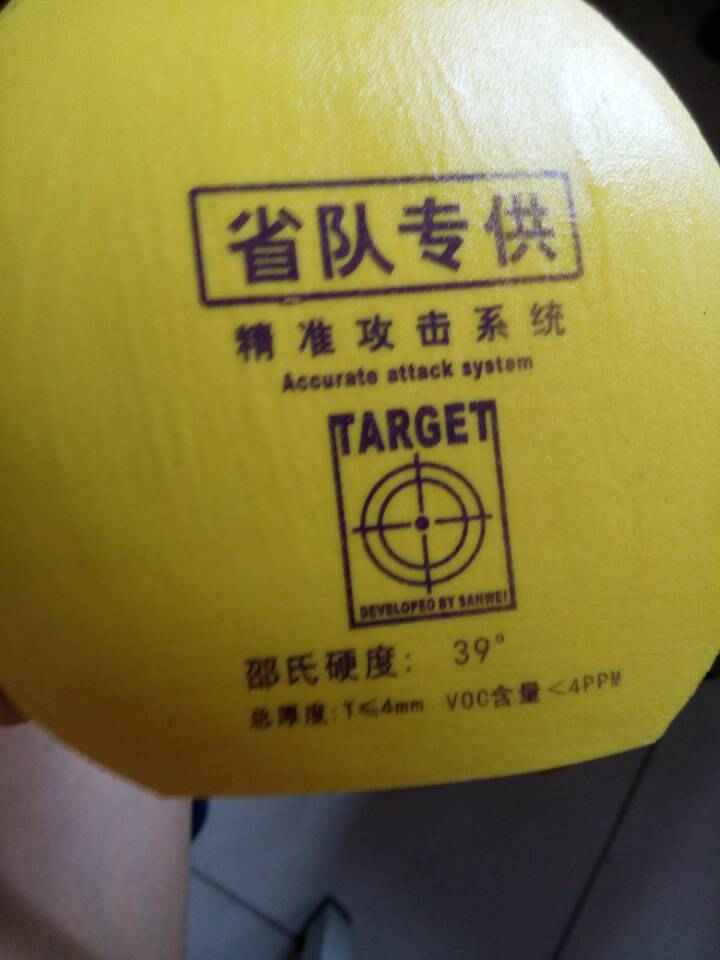 省队专供
精准攻击系统
Accurate attack system
TARGET
DEVELOPED BY SANWEI
邵氏硬度: 39°
总厚度:T≤4mm VOC含量<4PPM